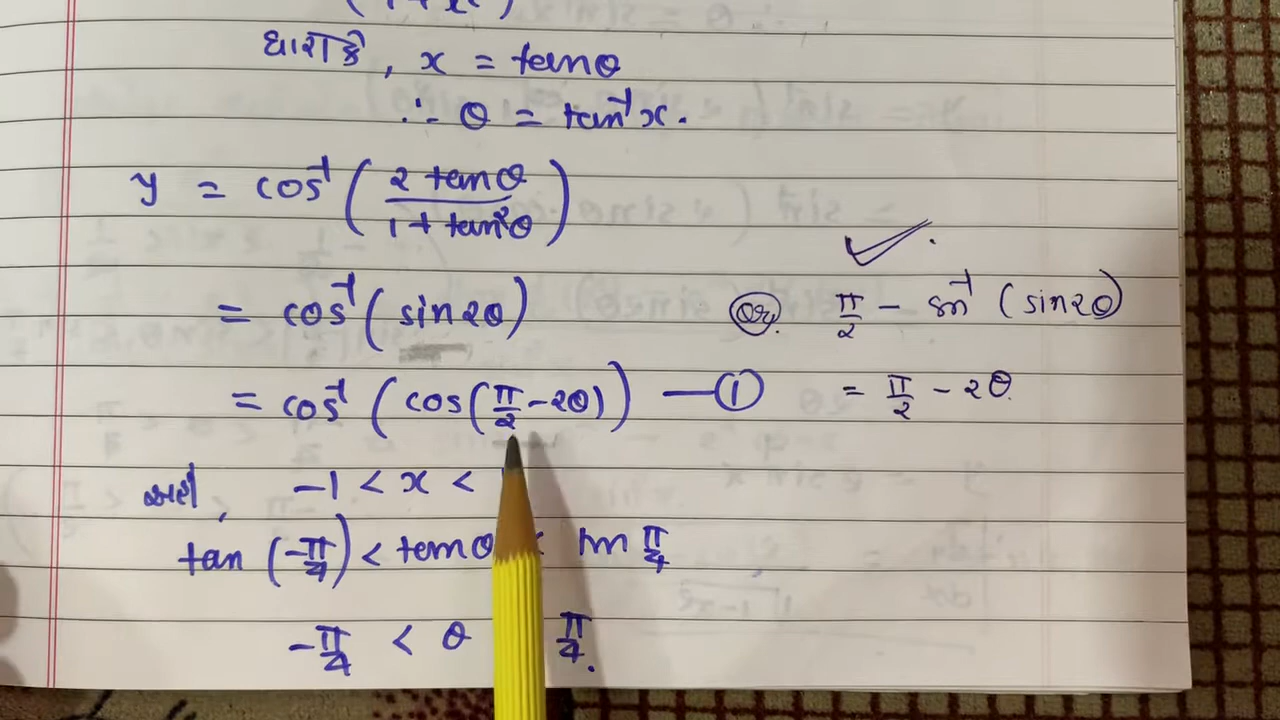 ધારો કે, x = tanθ
∴ θ = tan⁻¹x.
y = cos⁻¹ ( 2 tanθ / 1 + tan²θ )
= cos⁻¹ ( sin2θ ) Or. π/2 − sin⁻¹ ( sin2θ )
= cos⁻¹ ( cos( π/2 − 2θ ) ) — ① = π/2 − 2θ
અહીં, −1 < x <
tan ( −π/4 ) < tanθ < tan π/4
−π/4 < θ π/4.